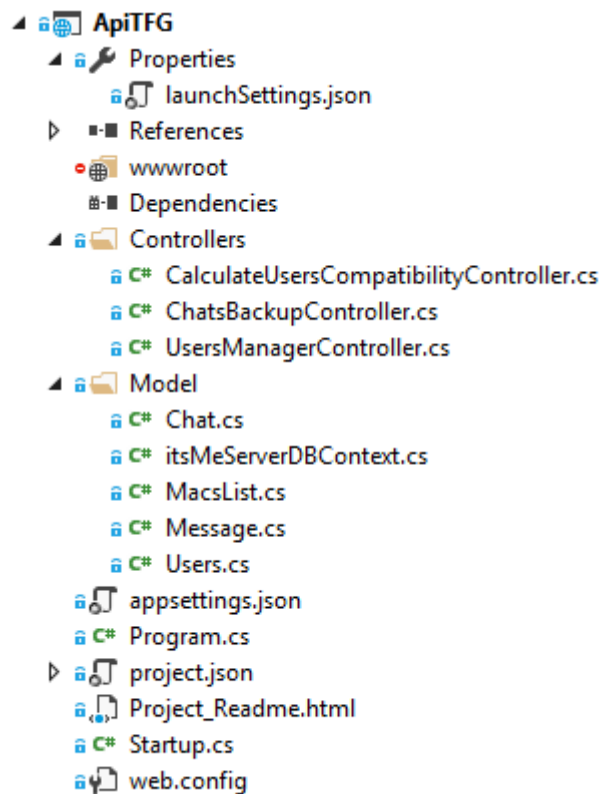 ApiTFG
Properties
launchSettings.json
References
wwwroot
Dependencies
Controllers
C# CalculateUsersCompatibilityController.cs
C# ChatsBackupController.cs
C# UsersManagerController.cs
Model
C# Chat.cs
C# itsMeServerDBContext.cs
C# MacsList.cs
C# Message.cs
C# Users.cs
appsettings.json
C# Program.cs
project.json
Project_Readme.html
C# Startup.cs
web.config